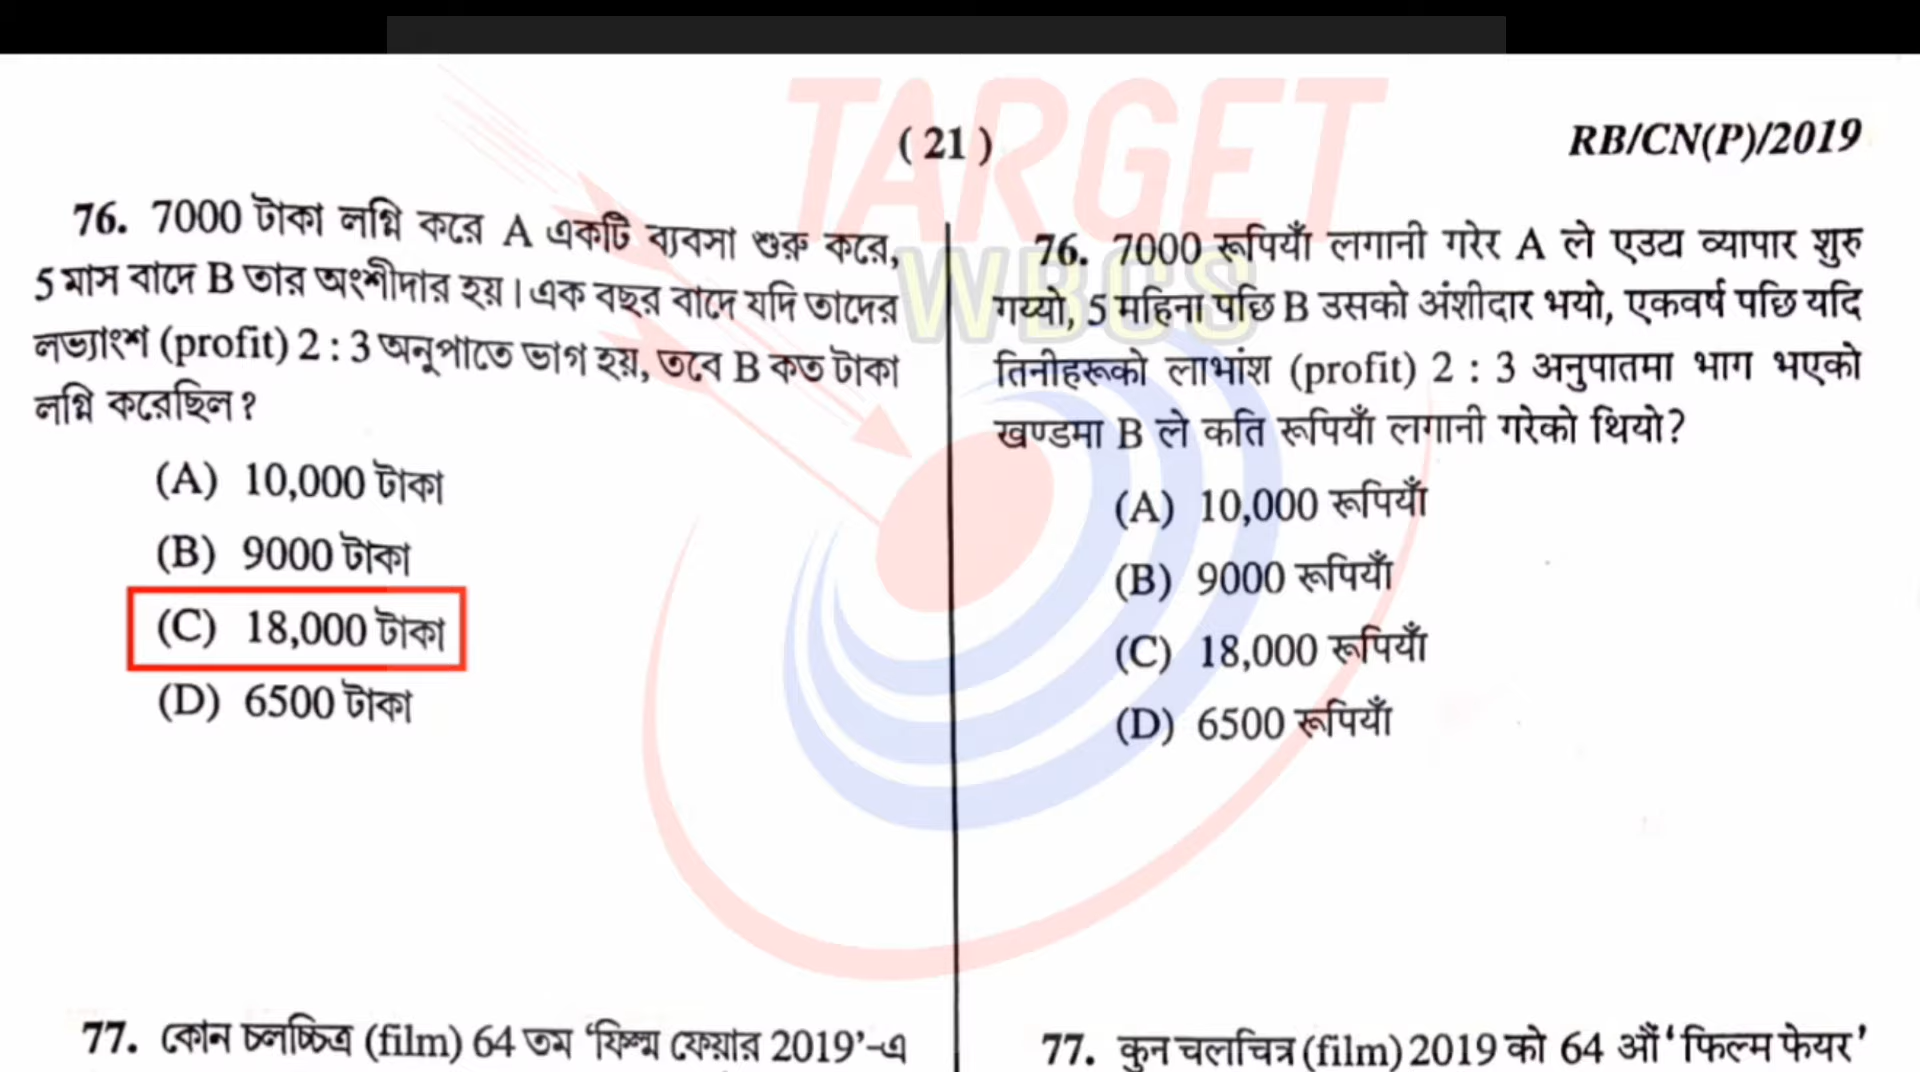 TARGET
WBCS
( 21 )
RB/CN(P)/2019
76. 7000 টাকা লগ্নি করে A একটি ব্যবসা শুরু করে,
5 মাস বাদে B তার অংশীদার হয়। এক বছর বাদে যদি তাদের
লভ্যাংশ (profit) 2 : 3 অনুপাতে ভাগ হয়, তবে B কত টাকা
লগ্নি করেছিল?
(A) 10,000 টাকা
(B) 9000 টাকা
(C) 18,000 টাকা
(D) 6500 টাকা
77. কোন চলচ্চিত্র (film) 64 তম ‘ফিল্ম ফেয়ার 2019’-এ
76. 7000 रूपियाँ लगानी गरेर A ले एउटा व्यापार शुरु
गय्यो, 5 महिना पछि B उसको अंशीदार भयो, एकवर्ष पछि यदि
तिनीहरूको लाभांश (profit) 2 : 3 अनुपातमा भाग भएको
खण्डमा B ले कति रूपियाँ लगानी गरेको थियो?
(A) 10,000 रूपियाँ
(B) 9000 रूपियाँ
(C) 18,000 रूपियाँ
(D) 6500 रूपियाँ
77. कुन चलचित्र (film) 2019 को 64 औं ‘फिल्म फेयर’